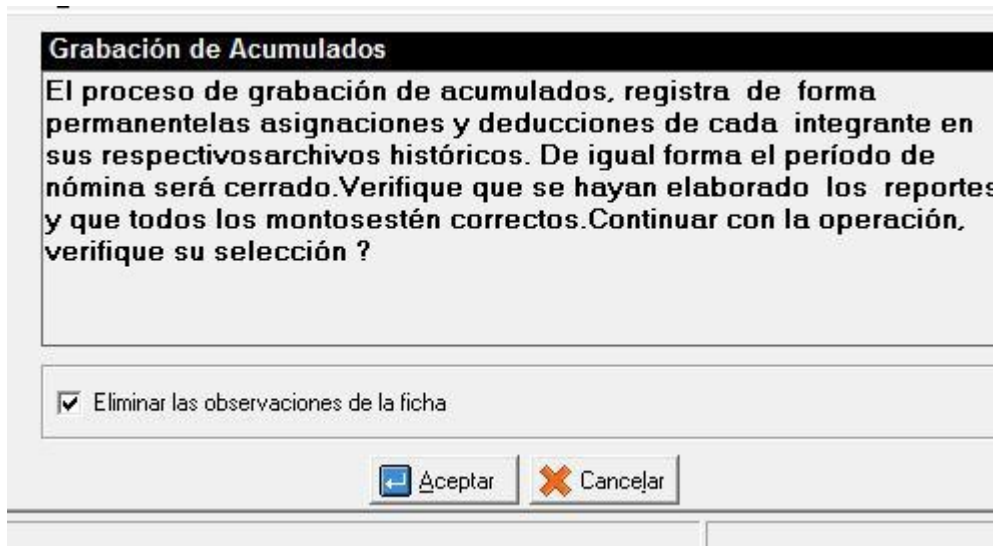 Grabación de Acumulados
El proceso de grabación de acumulados, registra de forma
permanentelas asignaciones y deducciones de cada integrante en
sus respectivosarchivos históricos. De igual forma el período de
nómina será cerrado.Verifique que se hayan elaborado los reportes
y que todos los montosestén correctos.Continuar con la operación,
verifique su selección ?
Eliminar las observaciones de la ficha
Aceptar Cancelar